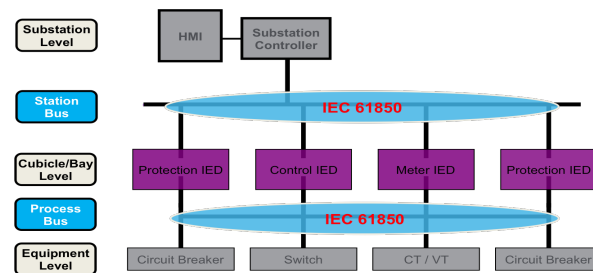 Substation
Level
HMI
Substation
Controller
Station
Bus
IEC 61850
Cubicle/Bay
Level
Protection IED
Control IED
Meter IED
Protection IED
Process
Bus
IEC 61850
Equipment
Level
Circuit Breaker
Switch
CT / VT
Circuit Breaker